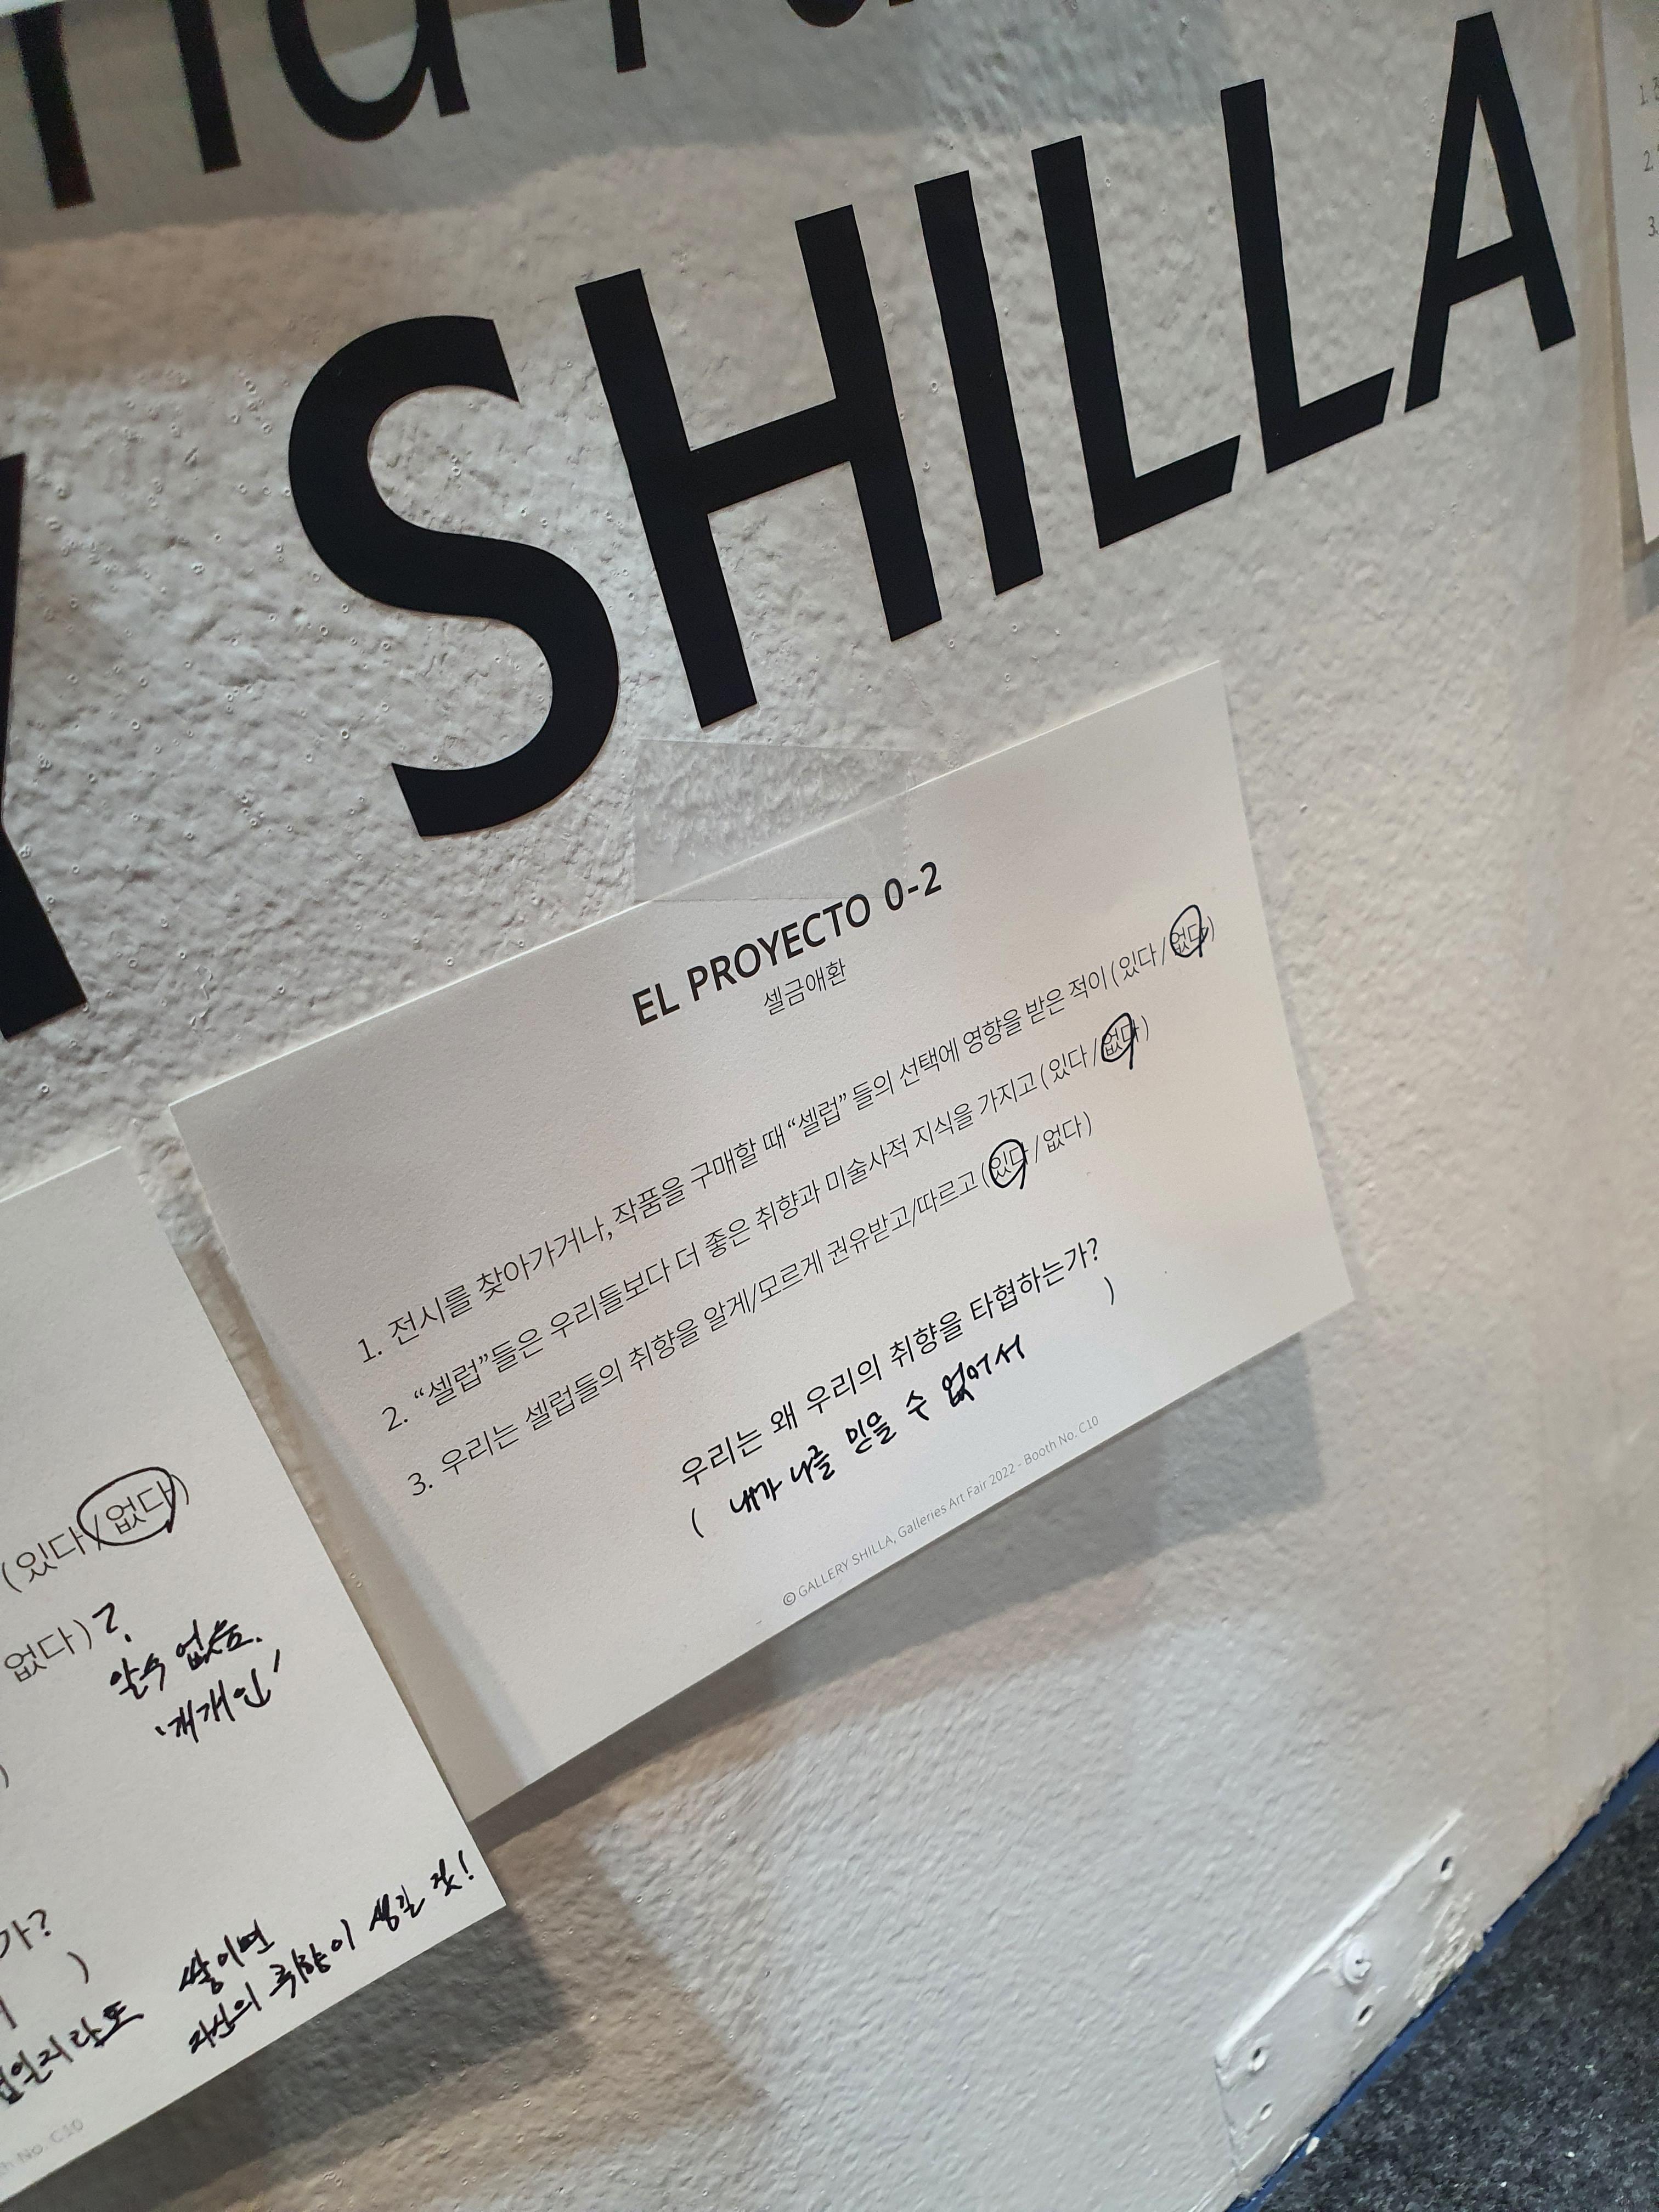 SHILLA
EL PROYECTO 0-2
셀금애환
1. 전시를 찾아가거나, 작품을 구매할 때 “셀럽” 들의 선택에 영향을 받은 적이 (있다 / 없다)
2. “셀럽”들은 우리들보다 더 좋은 취향과 미술사적 지식을 가지고 (있다 / 없다)
3. 우리는 셀럽들의 취향을 알게/모르게 권유받고/따르고 (있다 / 없다)
우리는 왜 우리의 취향을 타협하는가?
( 내가 나를 믿을 수 없어서 )
© GALLERY SHILLA, Galleries Art Fair 2022 - Booth No. C10
(있다 / 없다)
없다) ?
알수 없음.
'개개인'
가?
)
쌓이면
자신의 취향이 생길 것!
No. C10
1.
2.
3.